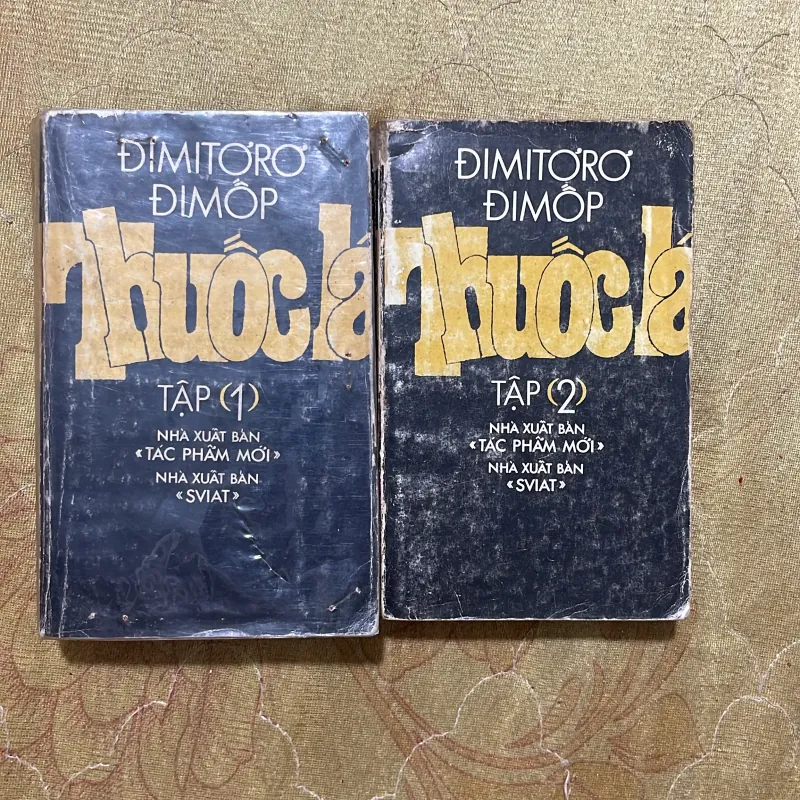 ĐIMITƠRƠ
ĐIMỐP
Thuốc lá
TẬP (1)
NHÀ XUẤT BẢN
«TÁC PHẨM MỚI»
NHÀ XUẤT BẢN
«SVIAT»
ĐIMITƠRƠ
ĐIMỐP
Thuốc lá
TẬP (2)
NHÀ XUẤT BẢN
«TÁC PHẨM MỚI»
NHÀ XUẤT BẢN
«SVIAT»